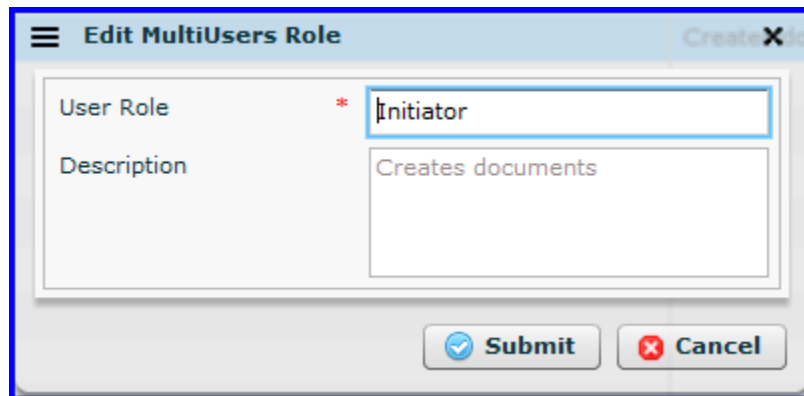 Edit MultiUsers Role
User Role * Initiator
Description Creates documents
Submit Cancel